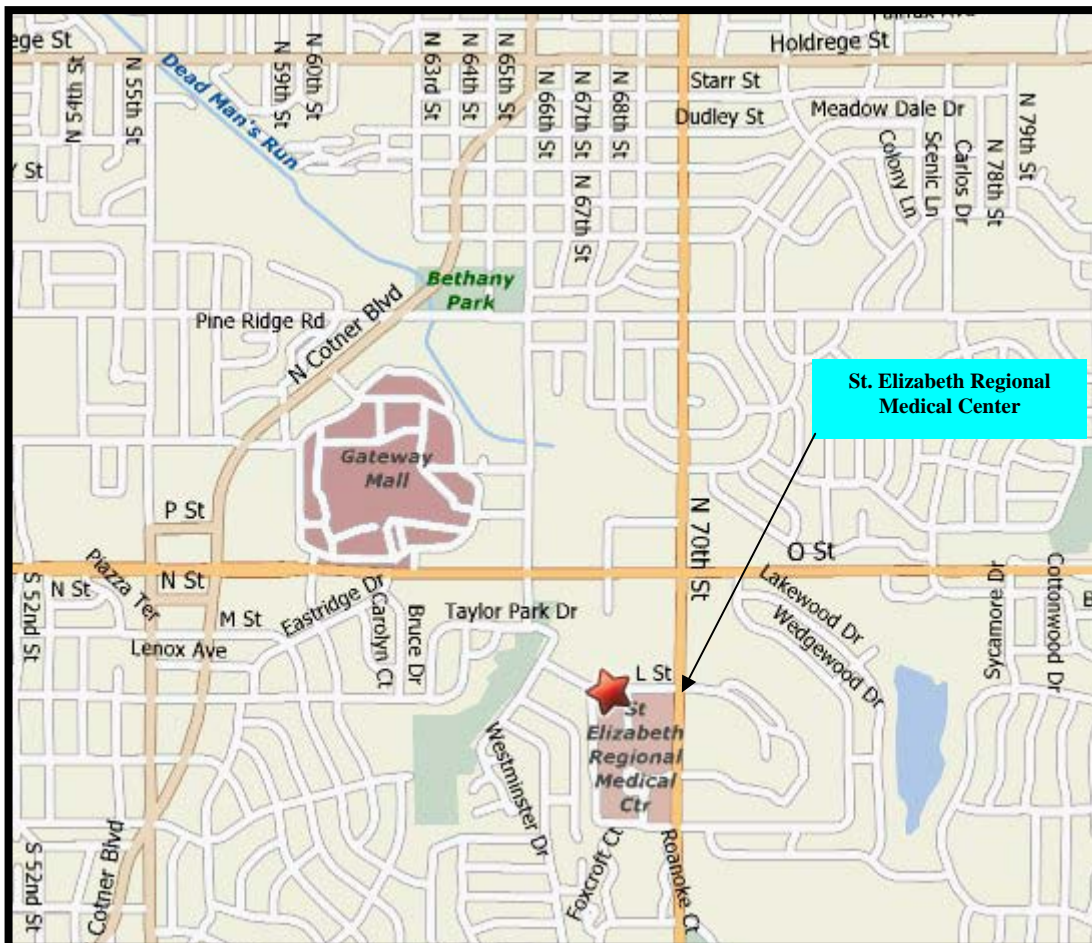 Holdrege St
ege St
N 54th St
N 55th St
Dead Man's Run
N 59th St
N 60th St
N 63rd St
N 64th St
N 65th St
N 66th St
N 67th St
N 68th St
N 67th St
Starr St
Dudley St
Meadow Dale Dr
Colony Ln
Scenic Ln
Carlos Dr
N 78th St
N 79th St
Y St
Bethany
Park
Pine Ridge Rd
N Cotner Blvd
St. Elizabeth Regional
Medical Center
Gateway
Mall
P St
N 70th St
O St
N St
Piazza Ter
N St
S 52nd St
M St
Lenox Ave
Eastridge Dr
Carolyn Ct
Bruce Dr
Taylor Park Dr
Lakewood Dr
Wedgewood Dr
Sycamore Dr
Cottonwood Dr
L St
St
Elizabeth
Regional
Medical
Ctr
Westminster Dr
Foxcroft Ct
Roanoke Ct
S 52nd St
Cotner Blvd